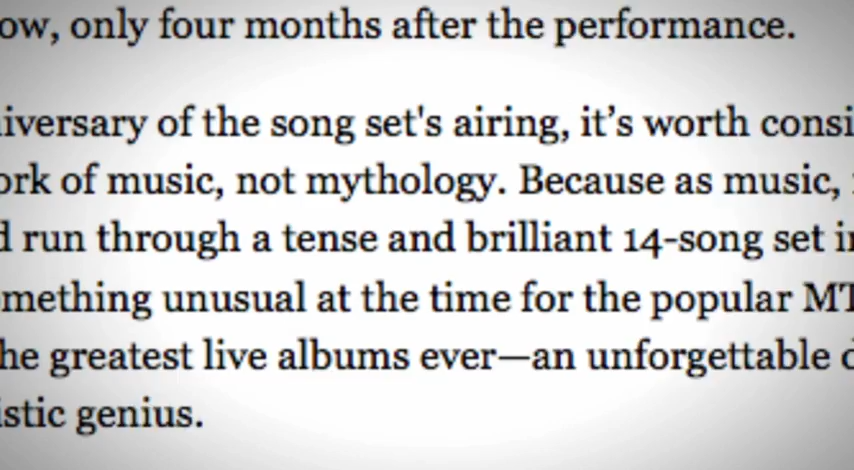 ow, only four months after the performance.
iversary of the song set's airing, it’s worth consi
ork of music, not mythology. Because as music,
d run through a tense and brilliant 14-song set in
mething unusual at the time for the popular MT
he greatest live albums ever—an unforgettable d
istic genius.